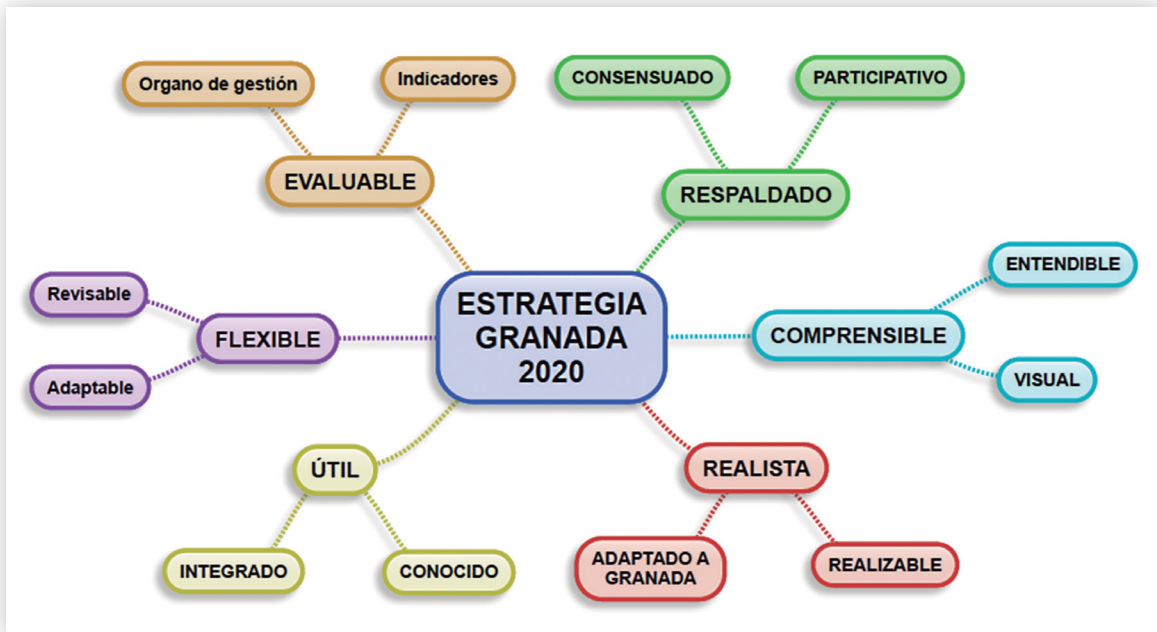 Organo de gestión
Indicadores
CONSENSUADO
PARTICIPATIVO
EVALUABLE
RESPALDADO
Revisable
FLEXIBLE
Adaptable
ESTRATEGIA
GRANADA
2020
ENTENDIBLE
COMPRENSIBLE
VISUAL
ÚTIL
REALISTA
INTEGRADO
CONOCIDO
ADAPTADO A
GRANADA
REALIZABLE